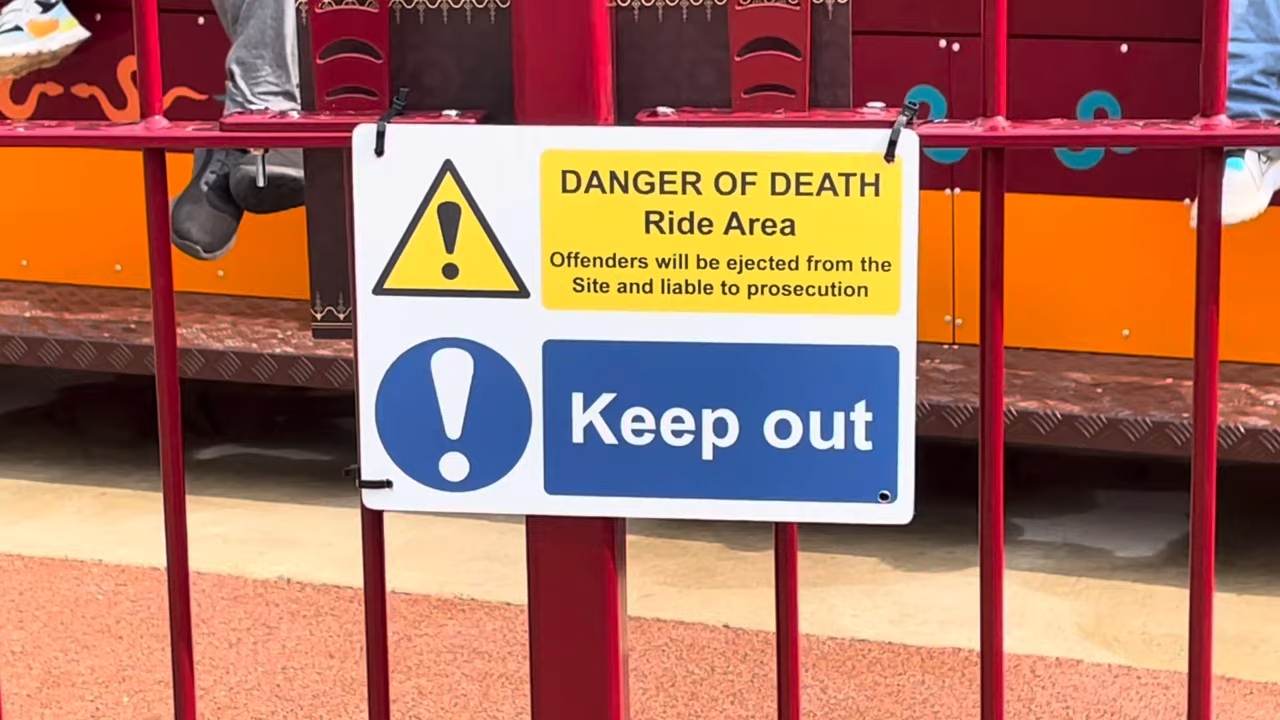 DANGER OF DEATH
Ride Area
Offenders will be ejected from the
Site and liable to prosecution
Keep out